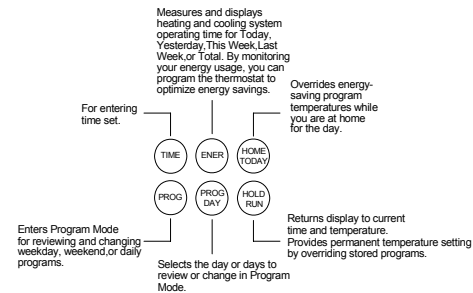 Measures and displays
heating and cooling system
operating time for Today,
Yesterday,This Week,Last
Week,or Total. By monitoring
your energy usage, you can
program the thermostat to
optimize energy savings.
Overrides energy-
saving program
temperatures while
you are at home
for the day.
For entering
time set.
TIME
ENER
HOME
TODAY
PROG
PROG
DAY
HOLD
RUN
Enters Program Mode
for reviewing and changing
weekday, weekend,or daily
programs.
Selects the day or days to
review or change in Program
Mode.
Returns display to current
time and temperature.
Provides permanent temperature setting
by overriding stored programs.